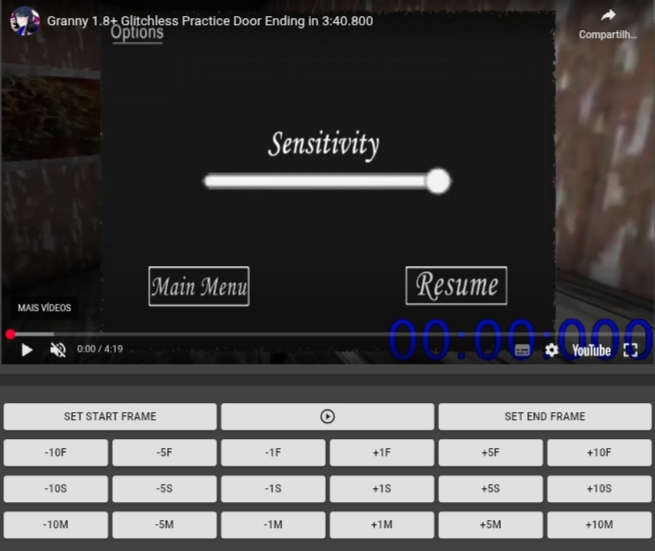 Granny 1.8+ Glitchless Practice Door Ending in 3:40.800
Compartilh...
Options
Sensitivity
Main Menu
Resume
MAIS VÍDEOS
00:00:000
0:00 / 4:19
YouTube
SET START FRAME
SET END FRAME
-10F -5F -1F +1F +5F +10F
-10S -5S -1S +1S +5S +10S
-10M -5M -1M +1M +5M +10M